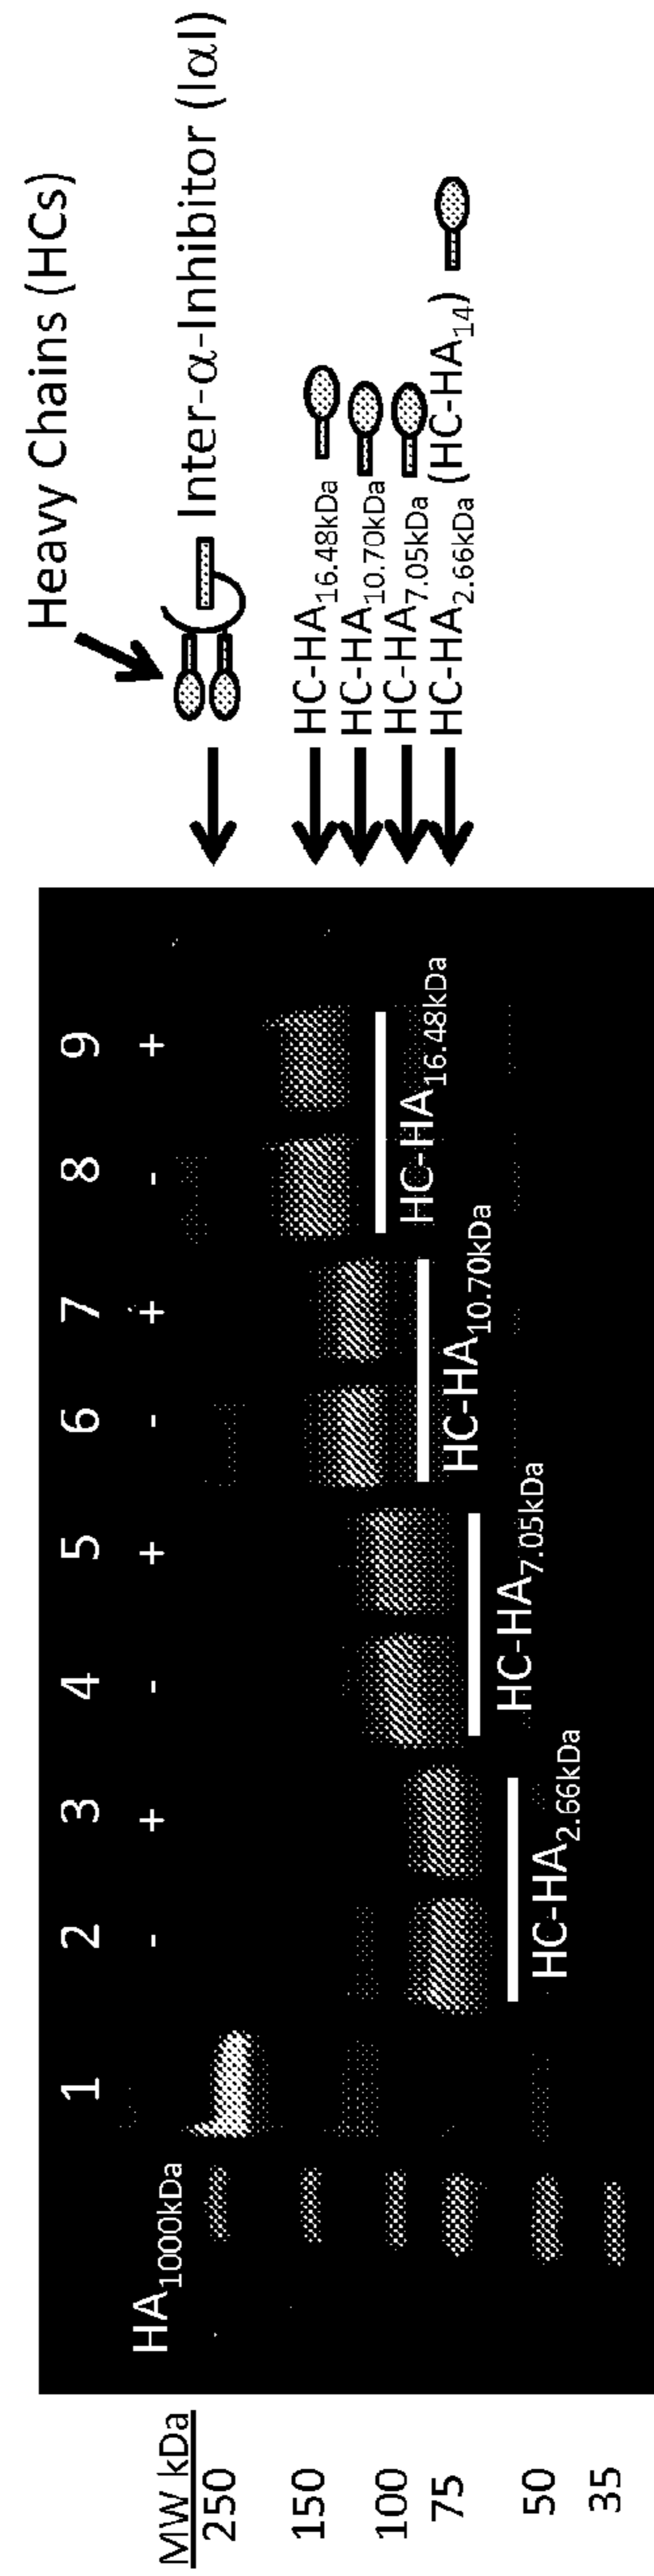 Heavy Chains (HCs)
Inter-α-Inhibitor (IαI)
1 2 3 4 5 6 7 8 9
HA1000kDa - + - + - + - +
MW kDa
250
150
100
75
50
35
HC-HA16.48kDa
HC-HA10.70kDa
HC-HA7.05kDa
HC-HA2.66kDa (HC-HA14)
HC-HA2.66kDa
HC-HA7.05kDa
HC-HA10.70kDa
HC-HA16.48kDa